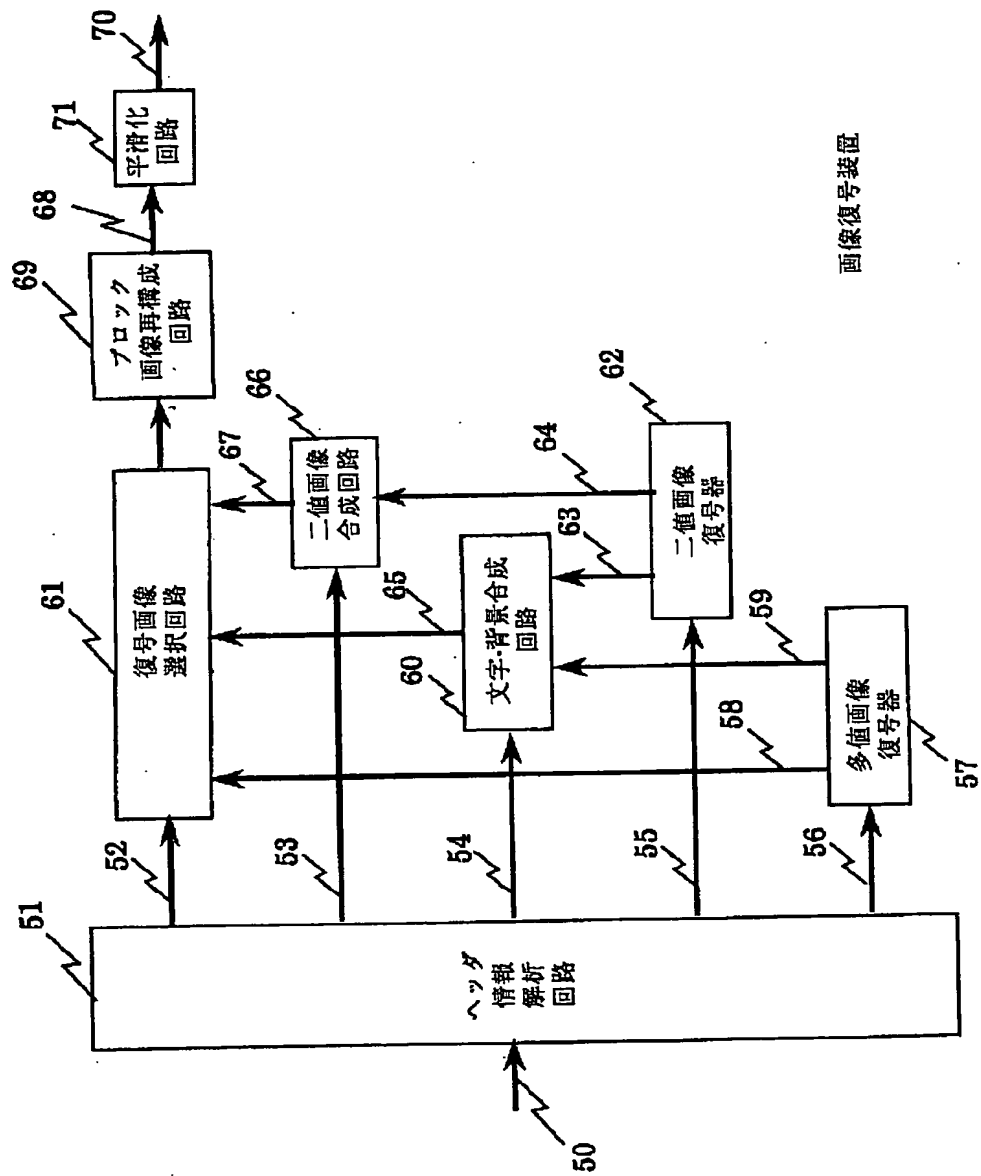 70
71
平滑化
回路
68
69
ブロック
画像再構成
回路
61
復号画像
選択回路
67
66
二値画像
合成回路
65
60
文字・背景合成
回路
64
63
62
二値画像
復号器
59
58
多値画像
復号器
57
52
53
54
55
56
51
ヘッダ
情報
解析
回路
50
画像復号装置